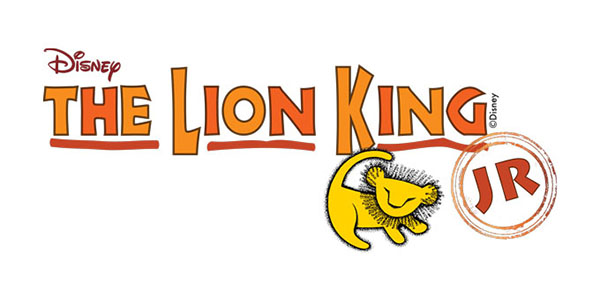 Disney
THE LION KING
©Disney
JR